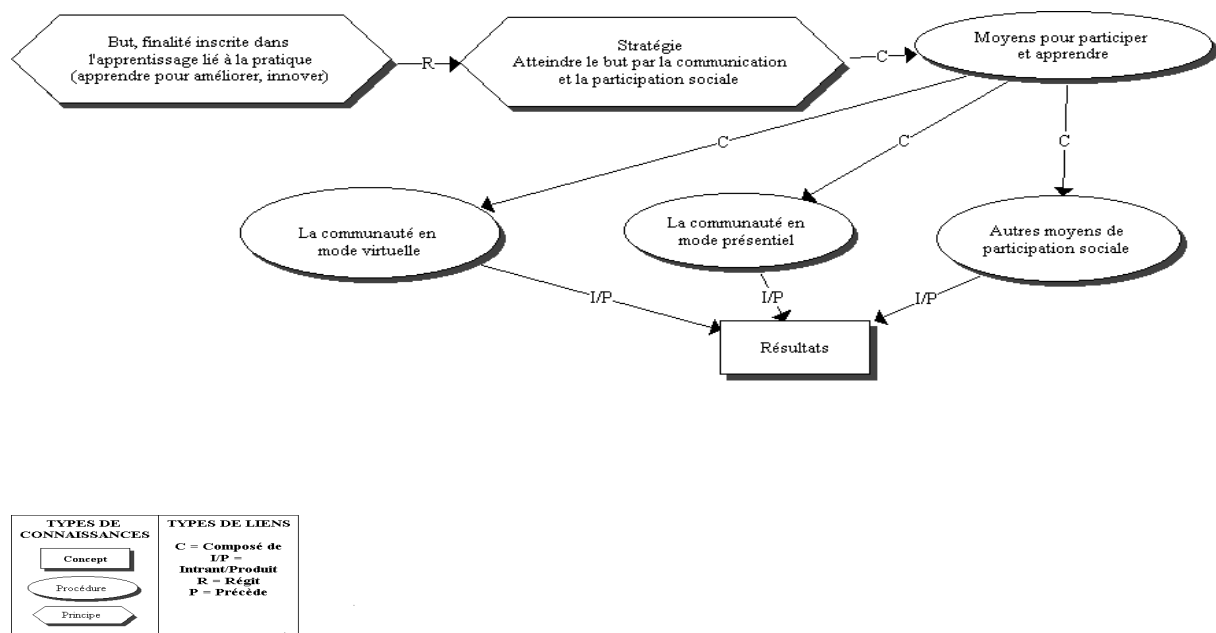 But, finalité inscrite dans
l'apprentissage lié à la pratique
(apprendre pour améliorer, innover)
R
Stratégie
Atteindre le but par la communication
et la participation sociale
C
Moyens pour participer
et apprendre
C
C
C
La communauté en
mode virtuelle
La communauté en
mode présentiel
Autres moyens de
participation sociale
I/P
I/P
I/P
Résultats
TYPES DE
CONNAISSANCES
Concept
Procédure
Principe
TYPES DE LIENS
C = Composé de
I/P =
Intrant/Produit
R = Régit
P = Précède